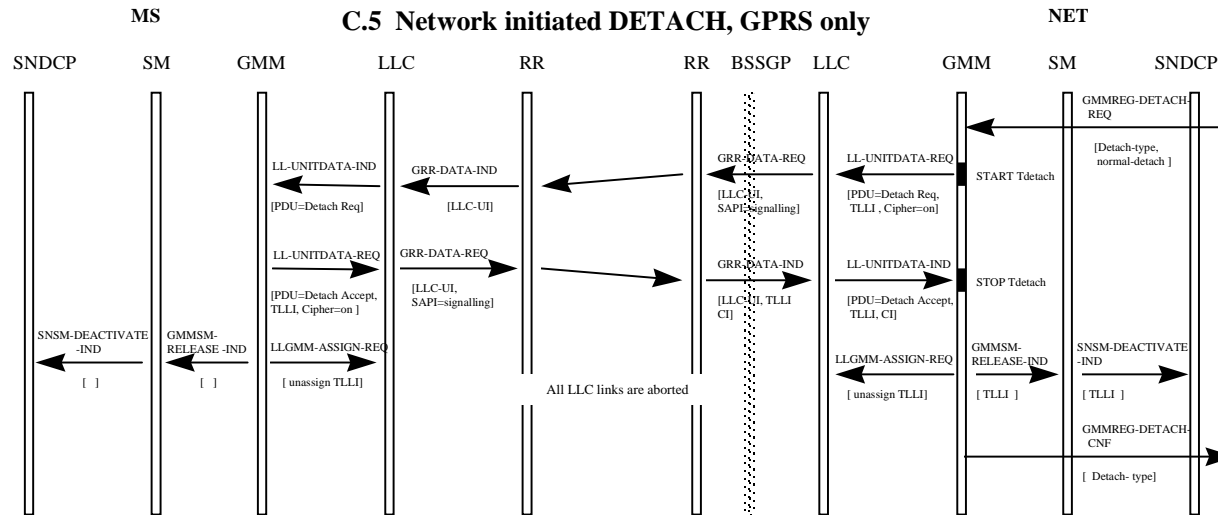 MS
C.5 Network initiated DETACH, GPRS only
NET
SNDCP SM GMM LLC RR RR BSSGP LLC GMM SM SNDCP
GMMREG-DETACH-
REQ
[Detach-type,
normal-detach ]
LL-UNITDATA-IND
[PDU=Detach Req]
GRR-DATA-IND
[LLC-UI]
GRR-DATA-REQ
[LLC-UI,
SAPI=signalling]
LL-UNITDATA-REQ
[PDU=Detach Req,
TLLI , Cipher=on]
START Tdetach
LL-UNITDATA-REQ
[PDU=Detach Accept,
TLLI, Cipher=on ]
GRR-DATA-REQ
[LLC-UI,
SAPI=signalling]
GRR-DATA-IND
[LLC-UI, TLLI
CI]
LL-UNITDATA-IND
[PDU=Detach Accept,
TLLI, CI]
STOP Tdetach
SNSM-DEACTIVATE
-IND
[ ]
GMMSM-
RELEASE -IND
[ ]
LLGMM-ASSIGN-REQ
[ unassign TLLI]
All LLC links are aborted
LLGMM-ASSIGN-REQ
[ unassign TLLI]
GMMSM-
RELEASE-IND
[ TLLI ]
SNSM-DEACTIVATE
-IND
[ TLLI ]
GMMREG-DETACH-
CNF
[ Detach- type]